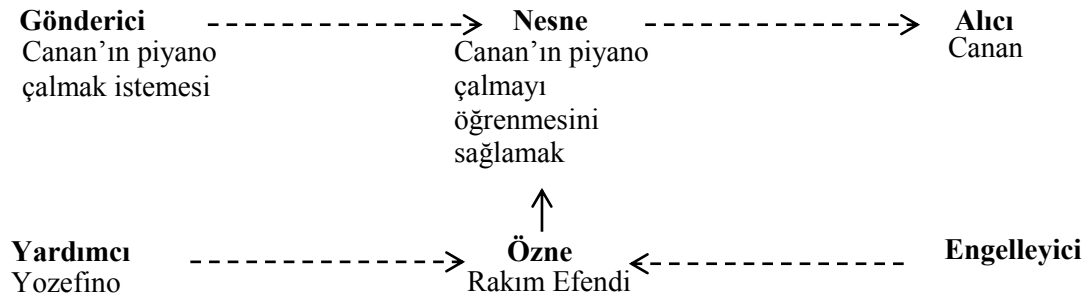 Gönderici
Canan’ın piyano
çalmak istemesi
Nesne
Canan’ın piyano
çalmayı
öğrenmesini
sağlamak
Alıcı
Canan
Yardımcı
Yozefino
Özne
Rakım Efendi
Engelleyici